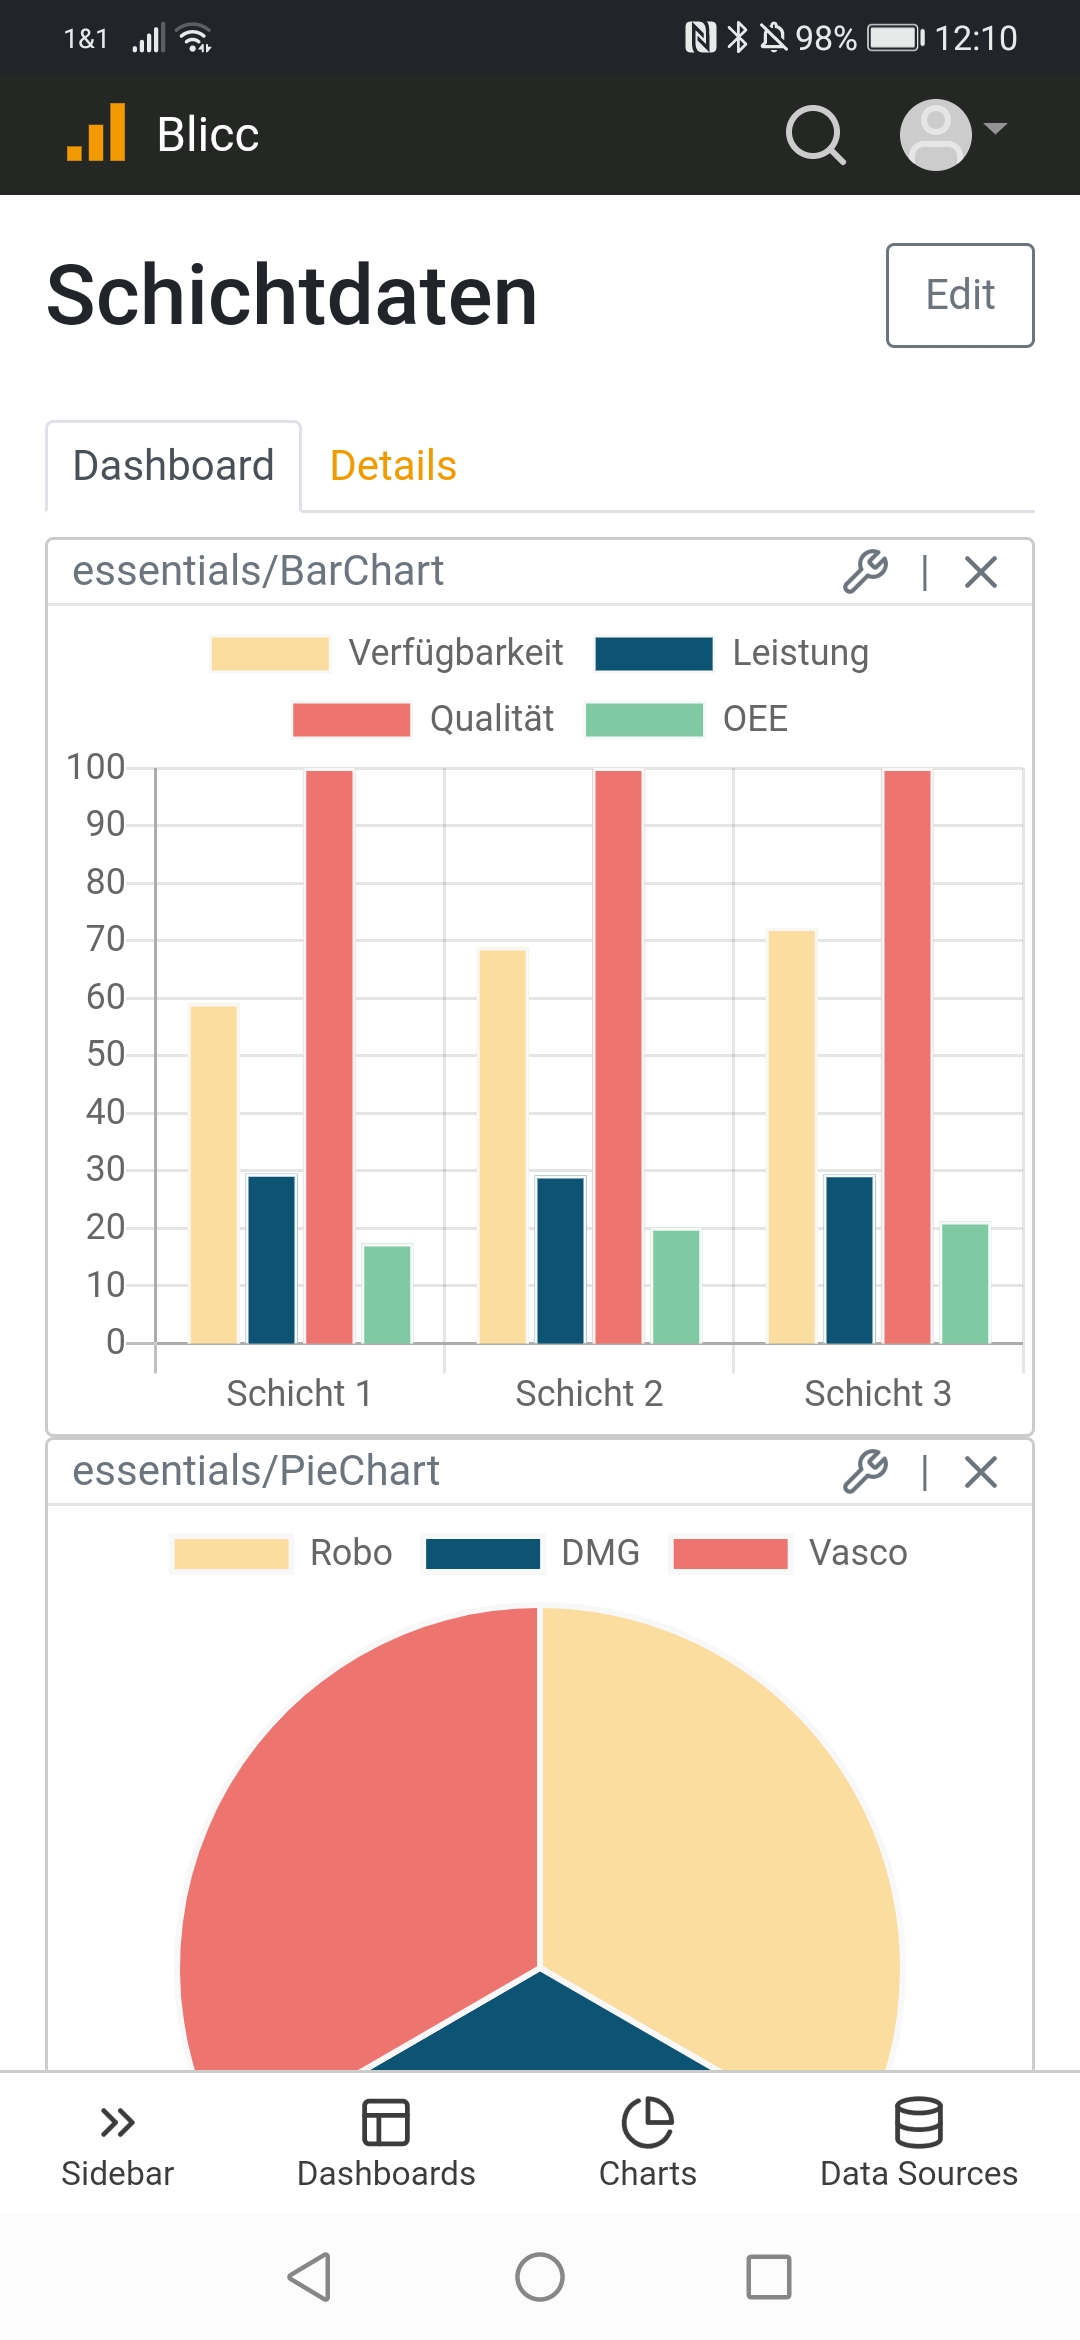 1&1 98% 12:10
Blicc
Schichtdaten Edit
Dashboard Details
essentials/BarChart
Verfügbarkeit Leistung
Qualität OEE
100
90
80
70
60
50
40
30
20
10
0
Schicht 1 Schicht 2 Schicht 3
essentials/PieChart
Robo DMG Vasco
Sidebar Dashboards Charts Data Sources